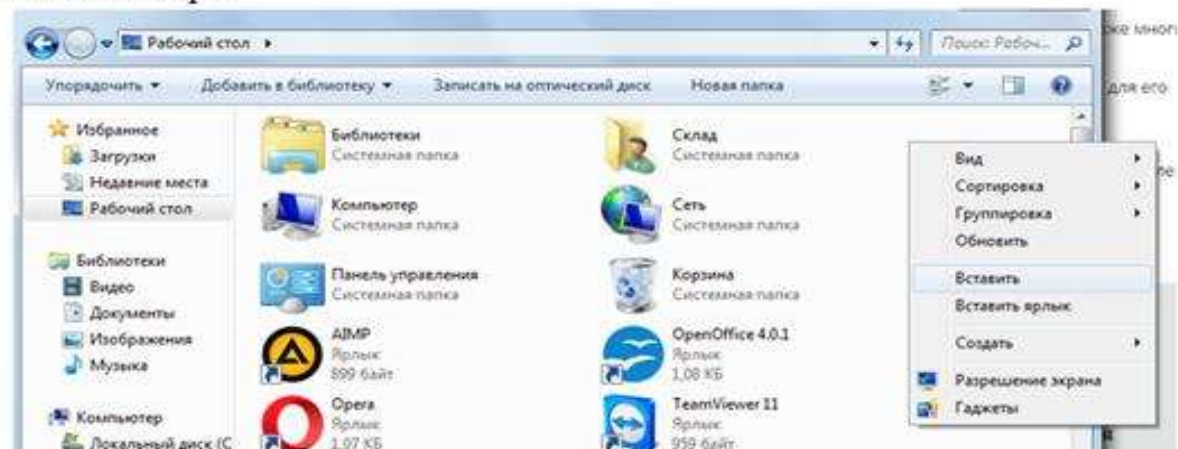 Рабочий стол
Поиск: Рабоч...
Упорядочить
Добавить в библиотеку
Записать на оптический диск
Новая папка
Избранное
Загрузки
Недавние места
Рабочий стол
Библиотеки
Видео
Документы
Изображения
Музыка
Компьютер
Локальный диск (C
Библиотеки
Системная папка
Склад
Системная папка
Компьютер
Системная папка
Сеть
Системная папка
Панель управления
Системная папка
Корзина
Системная папка
AIMP
Ярлык
899 байт
OpenOffice 4.0.1
Ярлык
1,08 КБ
Opera
Ярлык
1,07 КБ
TeamViewer 11
Ярлык
959 байт
Вид
Сортировка
Группировка
Обновить
Вставить
Вставить ярлык
Создать
Разрешение экрана
Гаджеты
для его